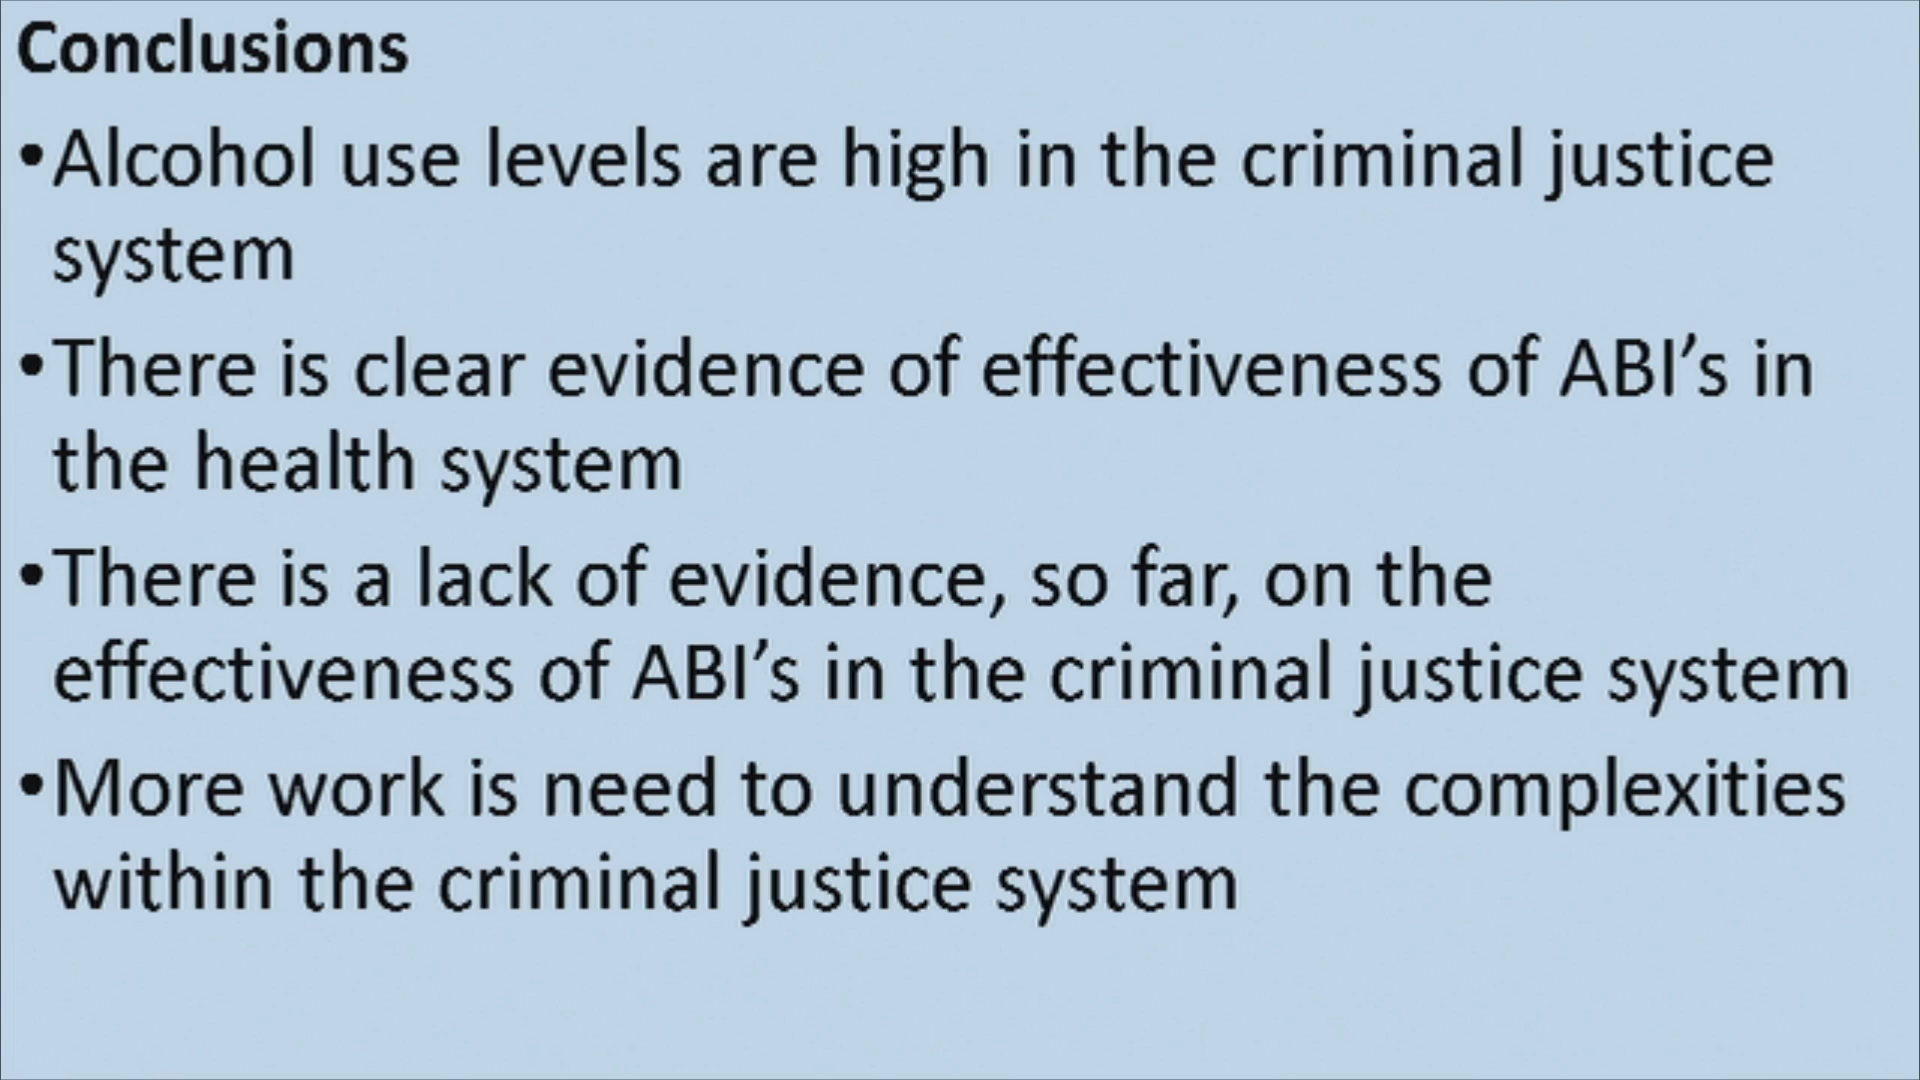 Conclusions
•Alcohol use levels are high in the criminal justice
system
•There is clear evidence of effectiveness of ABI’s in
the health system
•There is a lack of evidence, so far, on the
effectiveness of ABI’s in the criminal justice system
•More work is need to understand the complexities
within the criminal justice system